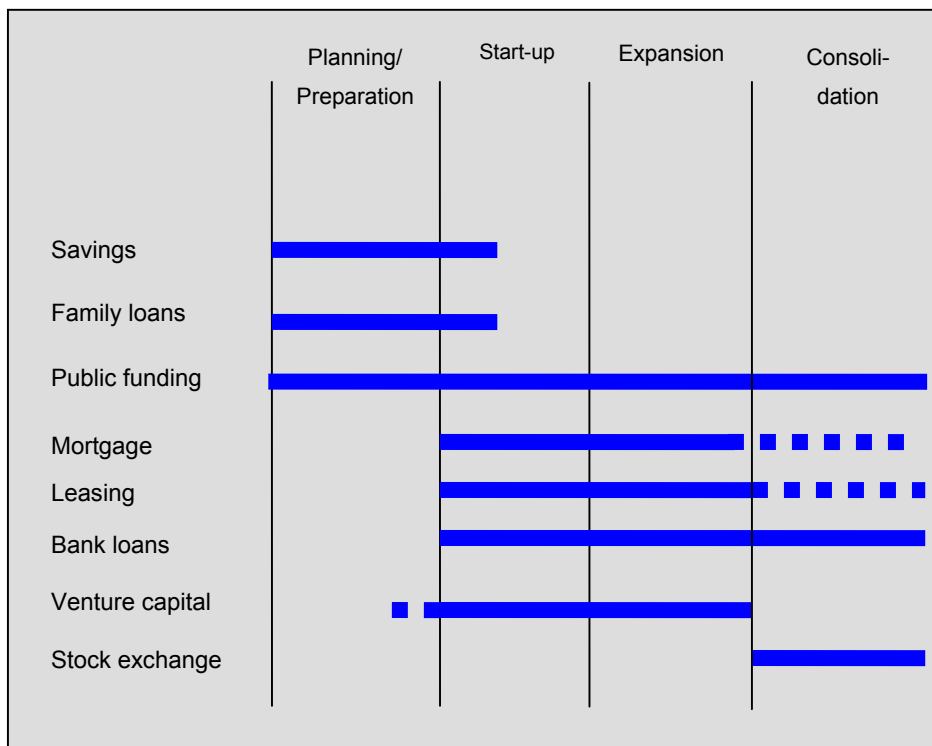 Planning/
Preparation
Start-up
Expansion
Consoli-
dation
Savings
Family loans
Public funding
Mortgage
Leasing
Bank loans
Venture capital
Stock exchange